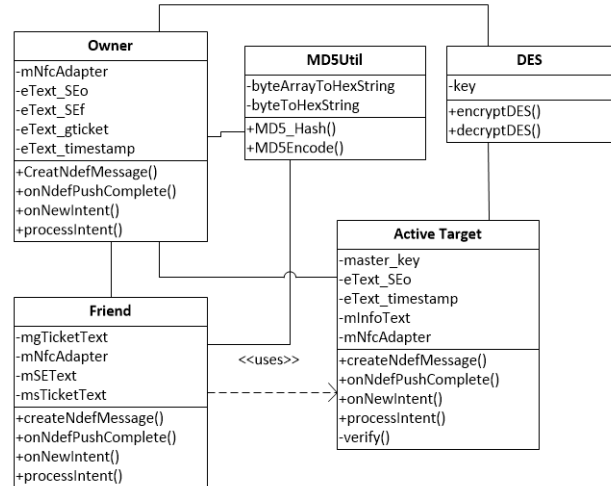 Owner
-mNfcAdapter
-eText_SEo
-eText_SEf
-eText_gticket
-eText_timestamp
+CreatNdefMessage()
+onNdefPushComplete()
+onNewIntent()
+processIntent()
MD5Util
-byteArrayToHexString
-byteToHexString
+MD5_Hash()
+MD5Encode()
DES
-key
+encryptDES()
+decryptDES()
Active Target
-master_key
-eText_SEo
-eText_timestamp
-mInfoText
-mNfcAdapter
+createNdefMessage()
+onNdefPushComplete()
+onNewIntent()
+processIntent()
-verify()
Friend
-mgTicketText
-mNfcAdapter
-mSEText
-msTicketText
+createNdefMessage()
+onNdefPushComplete()
+onNewIntent()
+processIntent()
<<uses>>